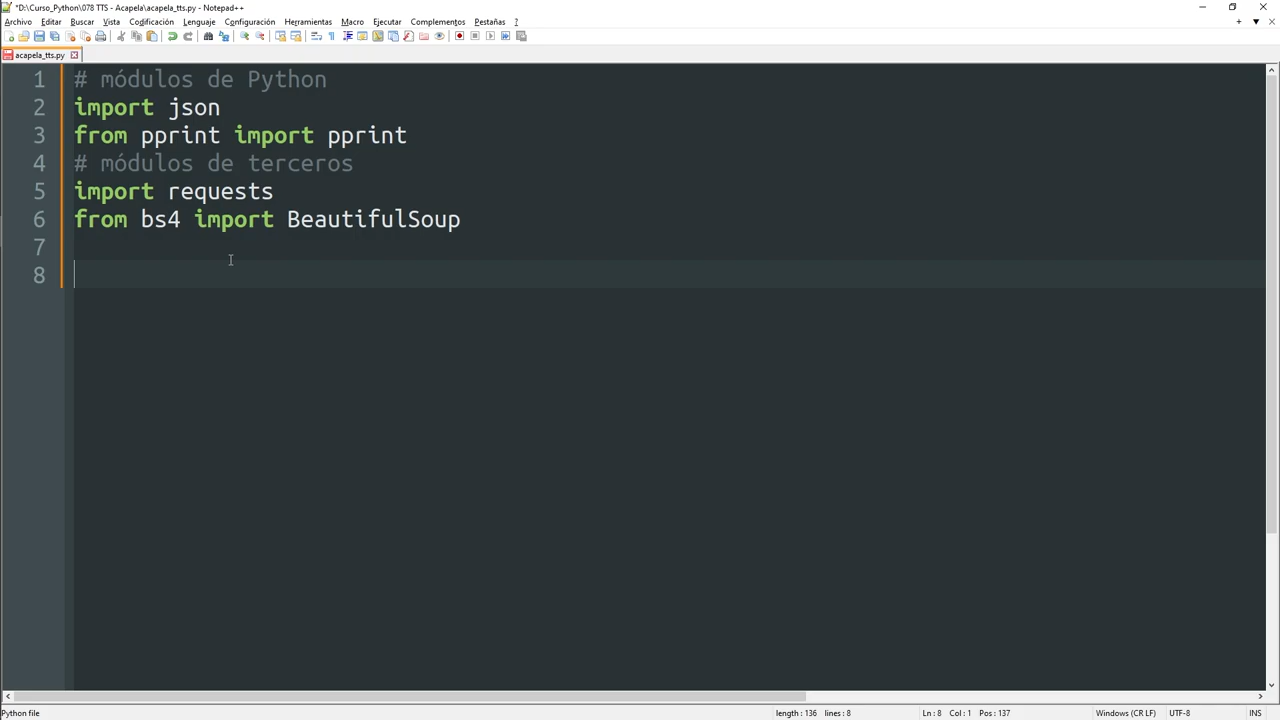 *D:\Curso_Python\078 TTS - Acapela\acapela_tts.py - Notepad++
Archivo Editar Buscar Vista Codificación Lenguaje Configuración Herramientas Macro Ejecutar Complementos Pestañas ?
acapela_tts.py
1 # módulos de Python
2 import json
3 from pprint import pprint
4 # módulos de terceros
5 import requests
6 from bs4 import BeautifulSoup
7
8
Python file length : 136 lines : 8 Ln : 8 Col : 1 Pos : 137 Windows (CR LF) UTF-8 INS